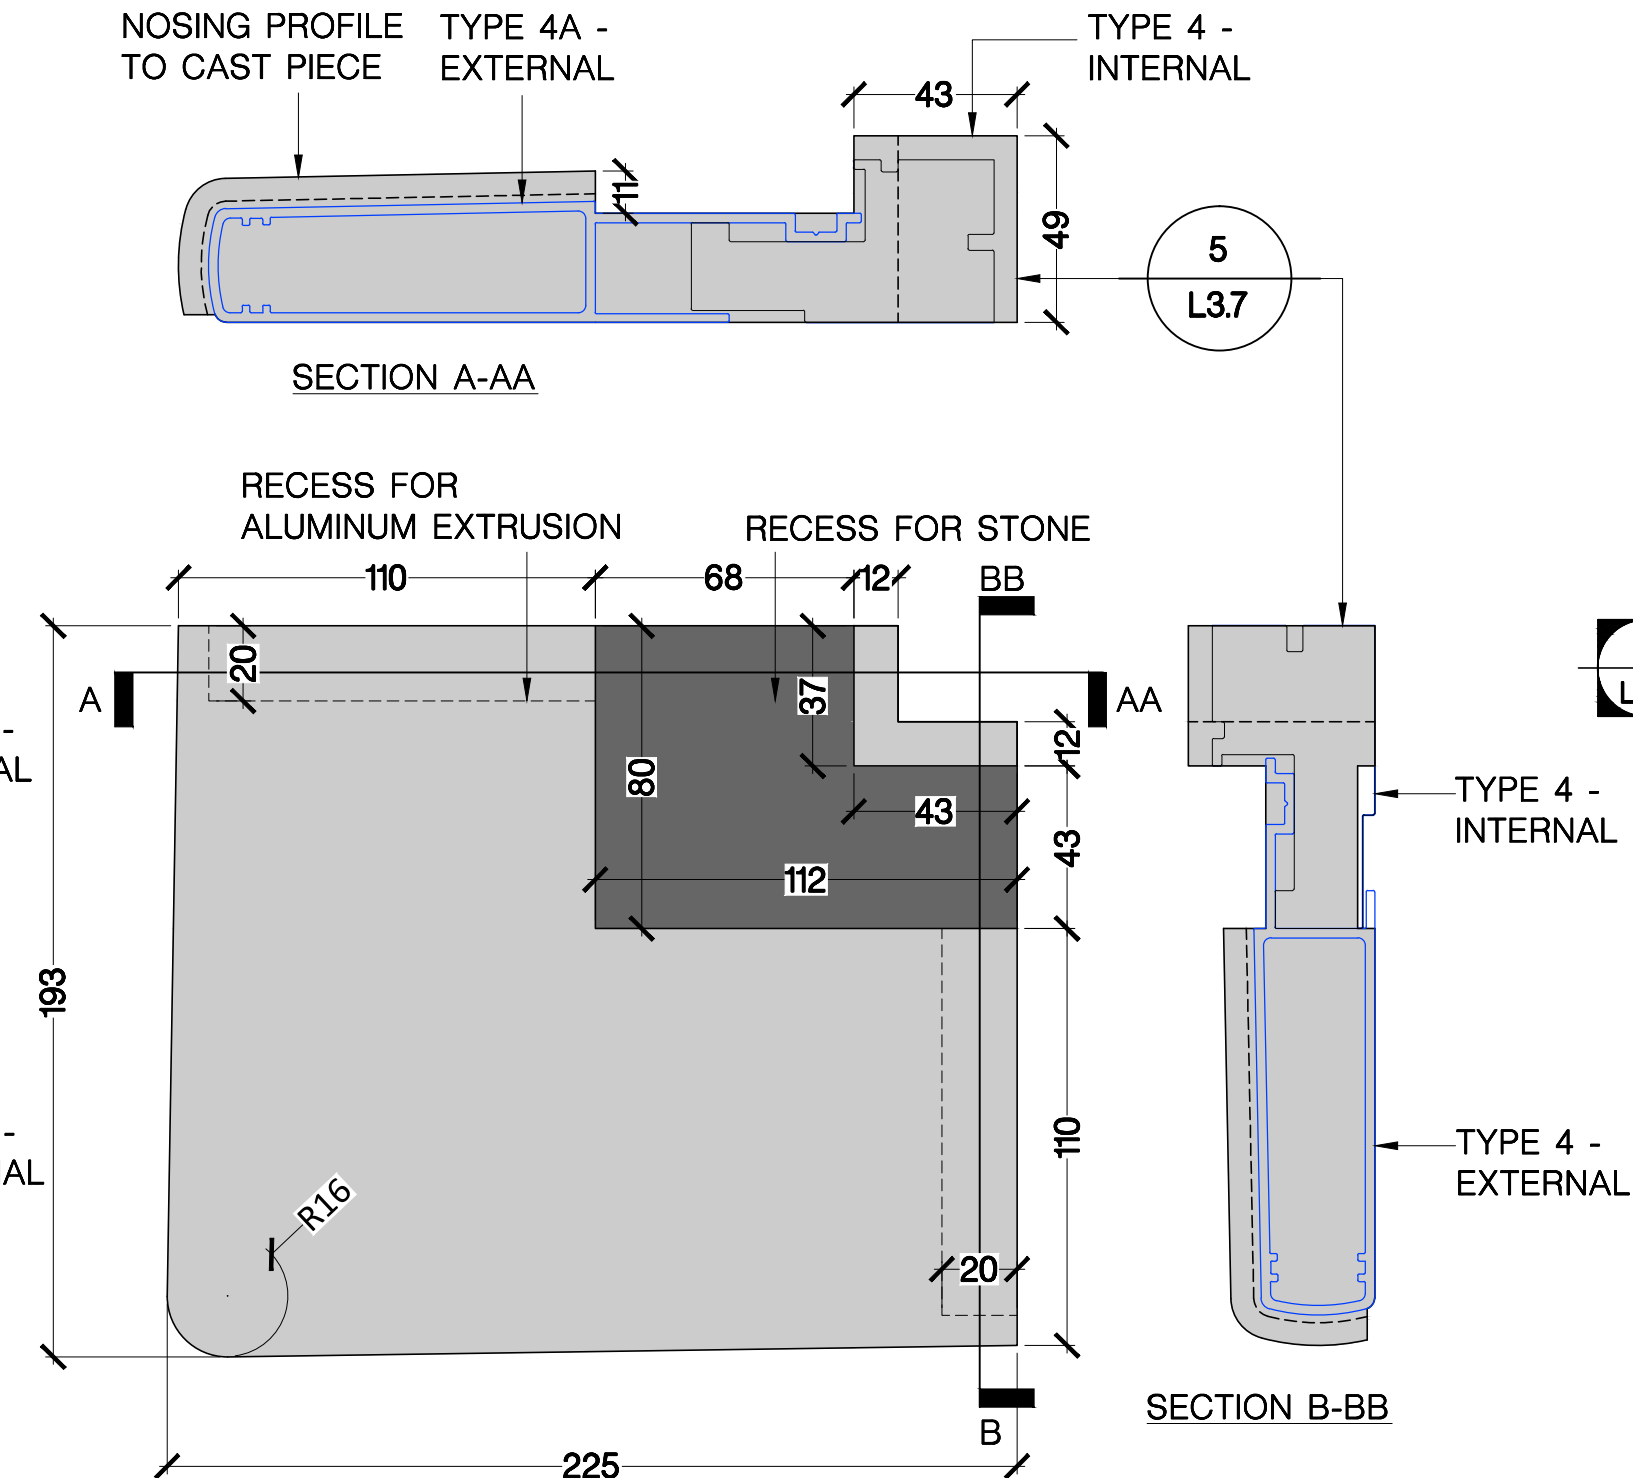 NOSING PROFILE
TO CAST PIECE
TYPE 4A -
EXTERNAL
TYPE 4 -
INTERNAL
43
11
49
5
L3.7
SECTION A-AA
RECESS FOR
ALUMINUM EXTRUSION
RECESS FOR STONE
BB
110
68
12
20
A
AA
37
12
80
43
43
112
193
110
R16
20
B
225
-
AL
-
NAL
L
TYPE 4 -
INTERNAL
TYPE 4 -
EXTERNAL
SECTION B-BB